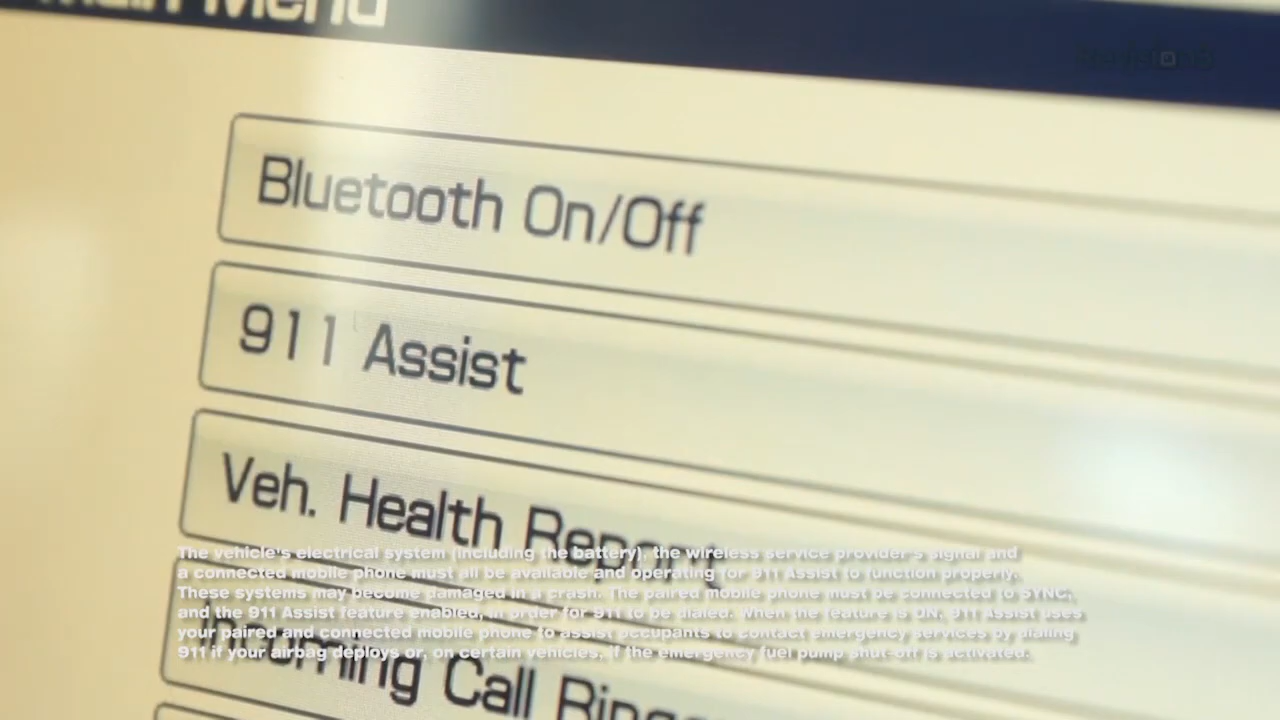 Main Menu
Bluetooth On/Off
911 Assist
Veh. Health Report
The vehicle's electrical system (including the battery), the wireless service provider's signal and
a connected mobile phone must all be available and operating for 911 Assist to function properly.
These systems may become damaged in a crash. The paired mobile phone must be connected to SYNC,
and the 911 Assist feature enabled, in order for 911 to be dialed. When the feature is ON, 911 Assist uses
your paired and connected mobile phone to assist occupants to contact emergency services by dialing
911 if your airbag deploys or, on certain vehicles, if the emergency fuel pump shut-off is activated.
Incoming Call